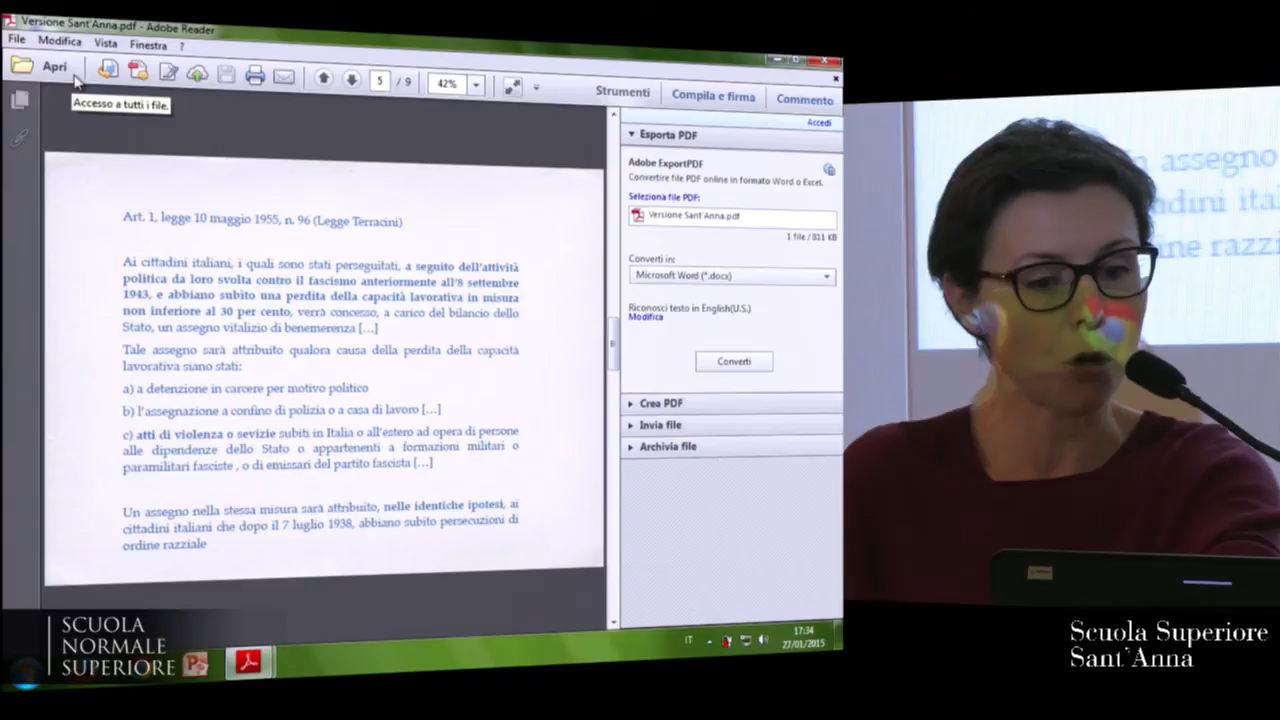 Versione Sant'Anna.pdf - Adobe Reader
File Modifica Vista Finestra ?
Apri 5 / 9 42% Strumenti Compila e firma Commento
Accesso a tutti i file.
Accedi
Art. 1, legge 10 maggio 1955, n. 96 (Legge Terracini)
Ai cittadini italiani, i quali sono stati perseguitati, a seguito dell'attività
politica da loro svolta contro il fascismo anteriormente all'8 settembre
1943, e abbiano subito una perdita della capacità lavorativa in misura
non inferiore al 30 per cento, verrà concesso, a carico del bilancio dello
Stato, un assegno vitalizio di benemerenza [...]
Tale assegno sarà attribuito qualora causa della perdita della capacità
lavorativa siano stati:
a) a detenzione in carcere per motivo politico
b) l'assegnazione a confino di polizia o a casa di lavoro [...]
c) atti di violenza o sevizie subiti in Italia o all'estero ad opera di persone
alle dipendenze dello Stato o appartenenti a formazioni militari o
paramilitari fasciste , o di emissari del partito fascista [...]
Un assegno nella stessa misura sarà attribuito, nelle identiche ipotesi, ai
cittadini italiani che dopo il 7 luglio 1938, abbiano subito persecuzioni di
ordine razziale
Esporta PDF
Adobe ExportPDF
Convertire file PDF online in formato Word o Excel.
Seleziona file PDF:
Versione Sant'Anna.pdf
1 file / 811 KB
Converti in:
Microsoft Word (*.docx)
Riconosci testo in English(U.S.)
Modifica
Converti
Crea PDF
Invia file
Archivia file
assegno
ita
razzi
IT
17:34
27/01/2015
SCUOLA
NORMALE
SUPERIORE
Scuola Superiore
Sant'Anna